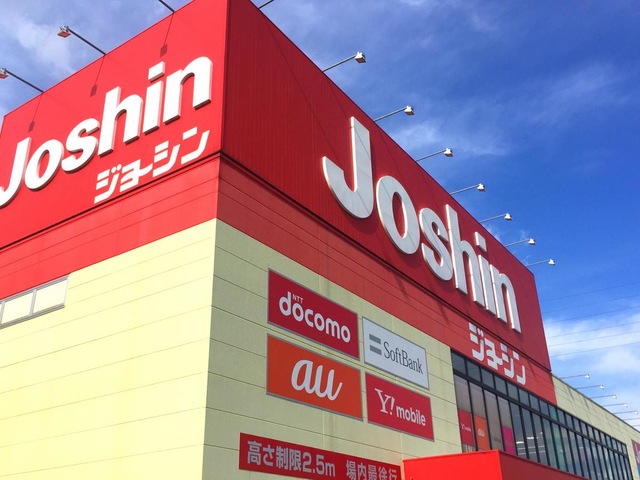 Joshin
ジョーシン
Joshin
ジョーシン
NTT
döcomo
SoftBank
au
Y!mobile
高さ制限2.5m 場内最徐行